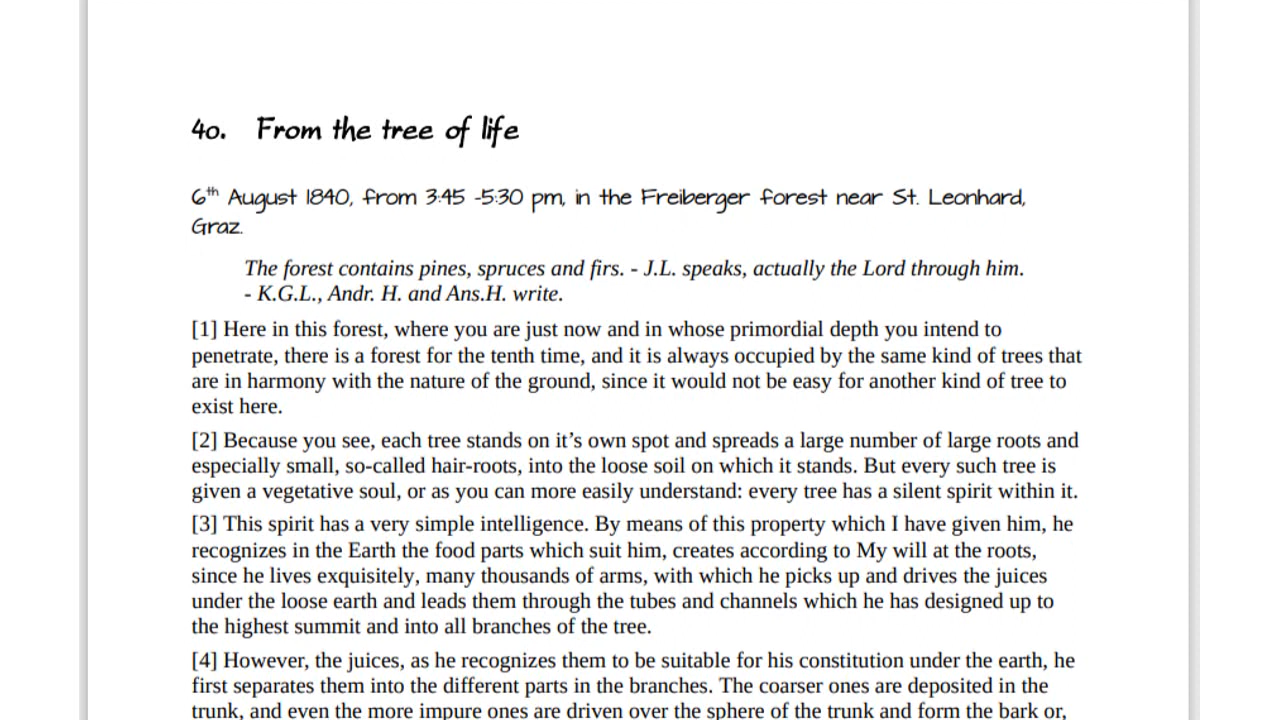 40. From the tree of life
6th August 1840, from 3:45 -5:30 pm, in the Freiberger forest near St. Leonhard,
Graz.
The forest contains pines, spruces and firs. - J.L. speaks, actually the Lord through him.
- K.G.L., Andr. H. and Ans.H. write.
[1] Here in this forest, where you are just now and in whose primordial depth you intend to
penetrate, there is a forest for the tenth time, and it is always occupied by the same kind of trees that
are in harmony with the nature of the ground, since it would not be easy for another kind of tree to
exist here.
[2] Because you see, each tree stands on it’s own spot and spreads a large number of large roots and
especially small, so-called hair-roots, into the loose soil on which it stands. But every such tree is
given a vegetative soul, or as you can more easily understand: every tree has a silent spirit within it.
[3] This spirit has a very simple intelligence. By means of this property which I have given him, he
recognizes in the Earth the food parts which suit him, creates according to My will at the roots,
since he lives exquisitely, many thousands of arms, with which he picks up and drives the juices
under the loose earth and leads them through the tubes and channels which he has designed up to
the highest summit and into all branches of the tree.
[4] However, the juices, as he recognizes them to be suitable for his constitution under the earth, he
first separates them into the different parts in the branches. The coarser ones are deposited in the
trunk, and even the more impure ones are driven over the sphere of the trunk and form the bark or,